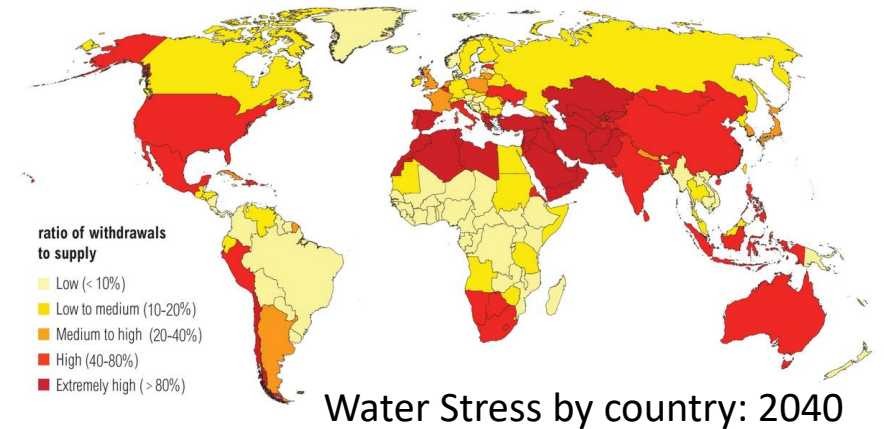 ratio of withdrawals
to supply
Low (< 10%)
Low to medium (10-20%)
Medium to high (20-40%)
High (40-80%)
Extremely high ( > 80%)
Water Stress by country: 2040